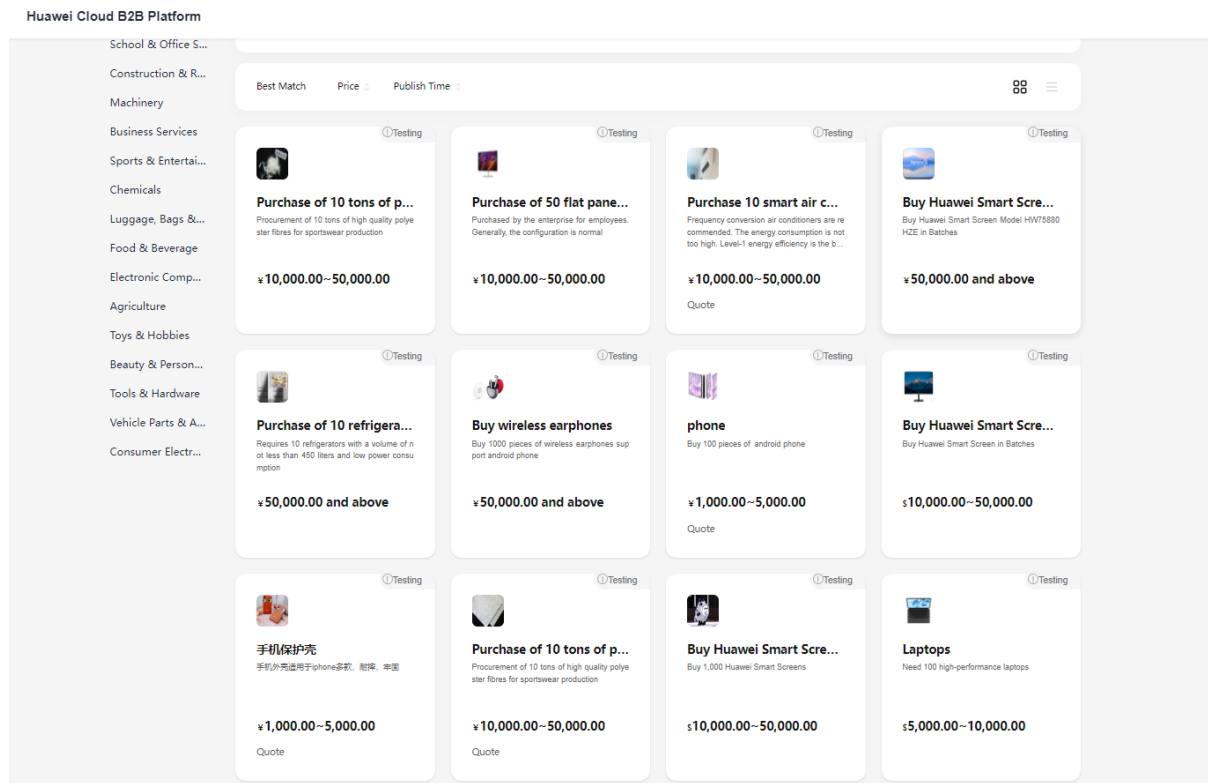 Huawei Cloud B2B Platform
School & Office S...
Construction & R...
Machinery
Business Services
Sports & Entertai...
Chemicals
Luggage, Bags &...
Food & Beverage
Electronic Comp...
Agriculture
Toys & Hobbies
Beauty & Person...
Tools & Hardware
Vehicle Parts & A...
Consumer Electr...
Best Match Price Publish Time
Testing
Purchase of 10 tons of p...
Procurement of 10 tons of high quality polye
ster fibres for sportswear production
¥10,000.00~50,000.00
Testing
Purchase of 50 flat pane...
Purchased by the enterprise for employees.
Generally, the configuration is normal
¥10,000.00~50,000.00
Testing
Purchase 10 smart air c...
Frequency conversion air conditioners are re
commended. The energy consumption is not
too high. Level-1 energy efficiency is the b...
¥10,000.00~50,000.00
Quote
Testing
Buy Huawei Smart Scre...
Buy Huawei Smart Screen Model HW75880
HZE in Batches
¥50,000.00 and above
Testing
Purchase of 10 refrigera...
Requires 10 refrigerators with a volume of n
ot less than 450 liters and low power consu
mption
¥50,000.00 and above
Testing
Buy wireless earphones
Buy 1000 pieces of wireless earphones sup
port android phone
¥50,000.00 and above
Testing
phone
Buy 100 pieces of android phone
¥1,000.00~5,000.00
Quote
Testing
Buy Huawei Smart Scre...
Buy Huawei Smart Screen in Batches
$10,000.00~50,000.00
Testing
手机保护壳
手机外壳适用于iphone多款、耐摔、牢固
¥1,000.00~5,000.00
Quote
Testing
Purchase of 10 tons of p...
Procurement of 10 tons of high quality polye
ster fibres for sportswear production
¥10,000.00~50,000.00
Quote
Testing
Buy Huawei Smart Scre...
Buy 1,000 Huawei Smart Screens
$10,000.00~50,000.00
Testing
Laptops
Need 100 high-performance laptops
$5,000.00~10,000.00